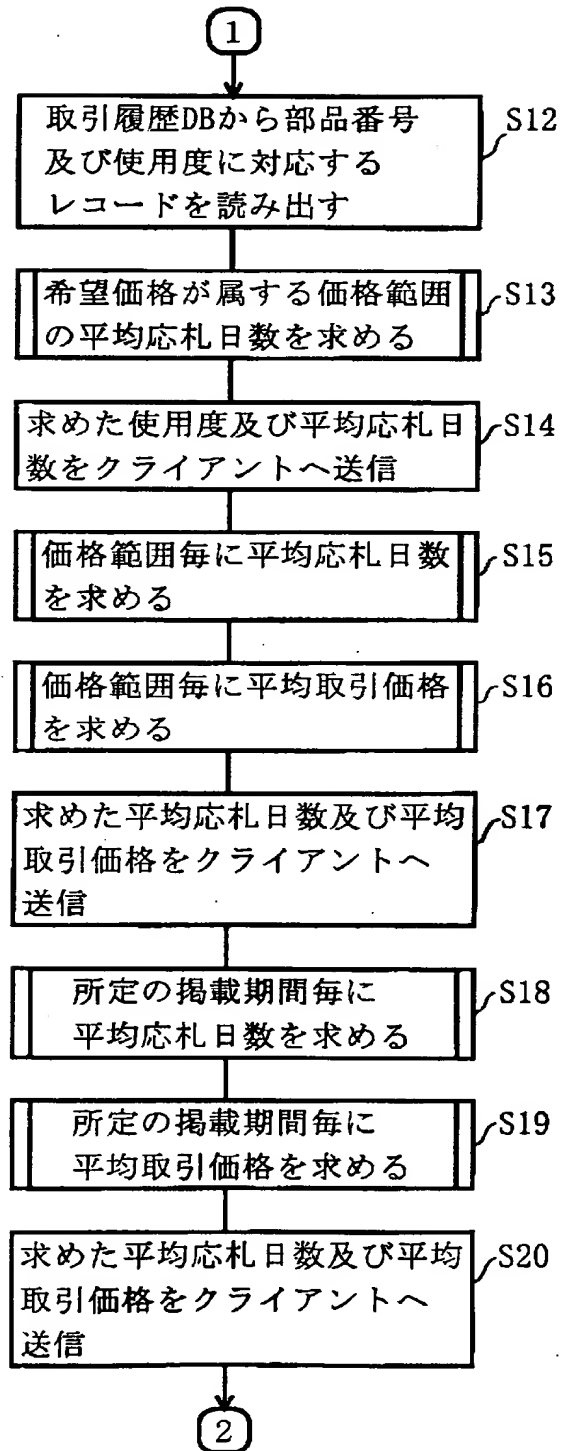 1
取引履歴DBから部品番号
及び使用度に対応する
レコードを読み出す
S12
希望価格が属する価格範囲
の平均応札日数を求める
S13
求めた使用度及び平均応札日
数をクライアントへ送信
S14
価格範囲毎に平均応札日数
を求める
S15
価格範囲毎に平均取引価格
を求める
S16
求めた平均応札日数及び平均
取引価格をクライアントへ
送信
S17
所定の掲載期間毎に
平均応札日数を求める
S18
所定の掲載期間毎に
平均取引価格を求める
S19
求めた平均応札日数及び平均
取引価格をクライアントへ
送信
S20
2